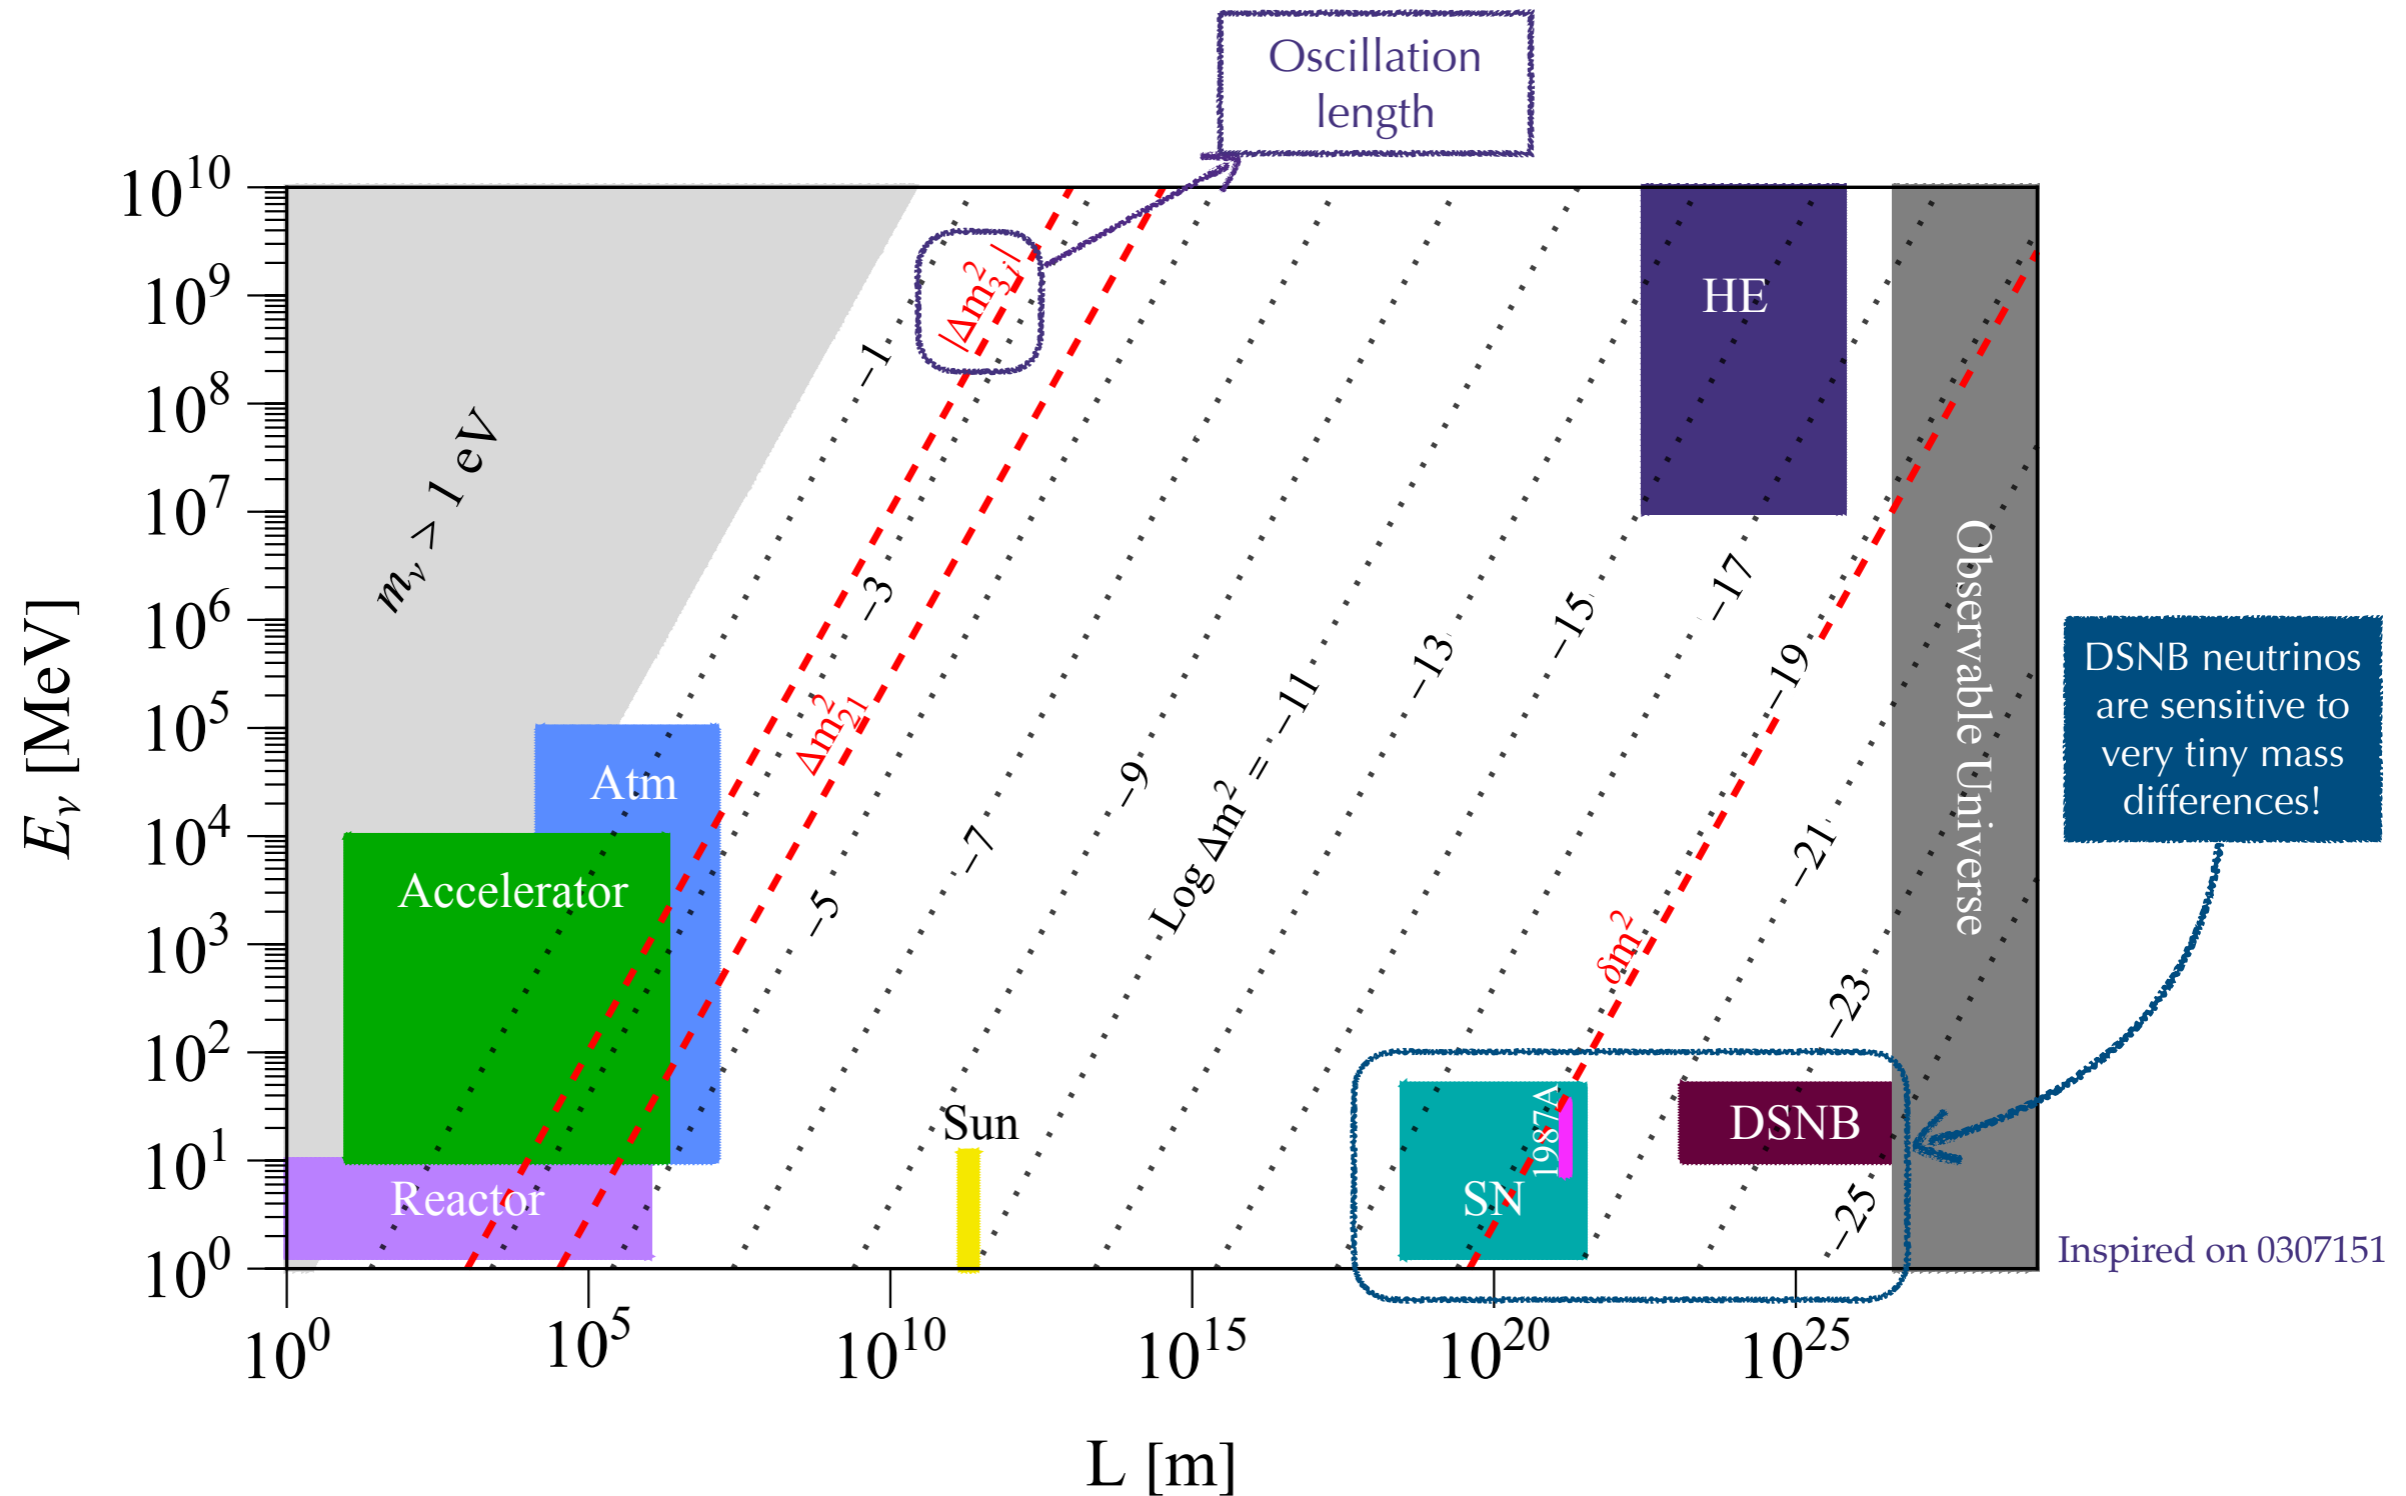 Oscillation
length
10^10
10^9
10^8
10^7
10^6
10^5
10^4
10^3
10^2
10^1
10^0
E_ν [MeV]
m_ν > 1 eV
|Δm²_3i|
Δm²_21
δm²
−1
−3
−5
−7
−9
Log Δm² = −11
−13
−15
−17
−19
−21
−23
−25
HE
Observable Universe
Atm
Accelerator
Reactor
Sun
SN
1987A
DSNB
DSNB neutrinos
are sensitive to
very tiny mass
differences!
Inspired on 0307151
10^0 10^5 10^10 10^15 10^20 10^25
L [m]